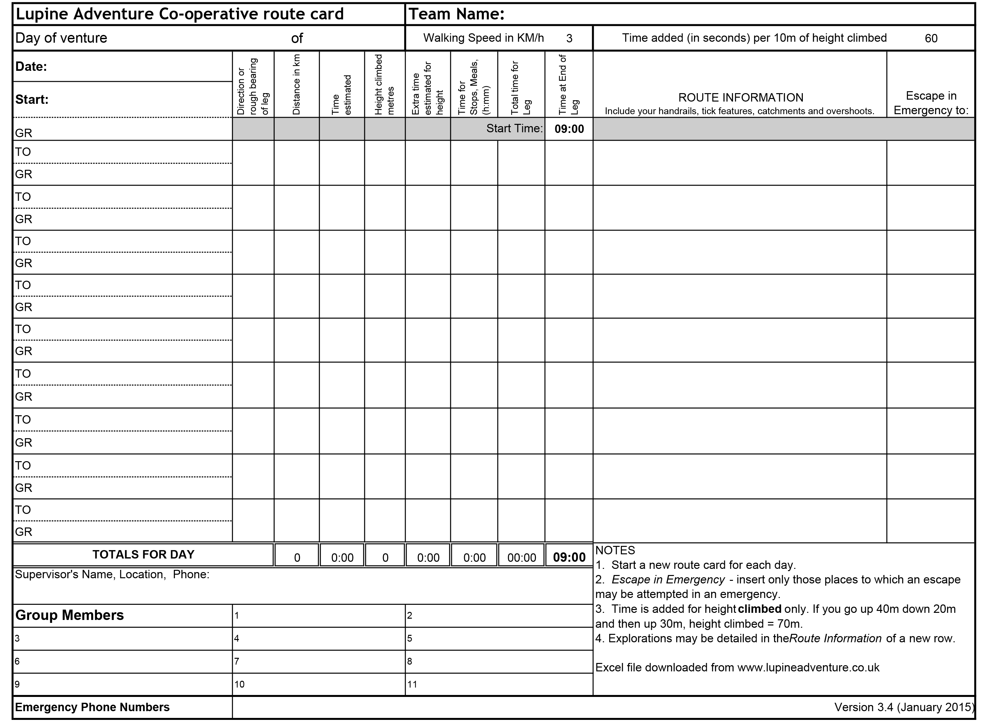 Lupine Adventure Co-operative route card
Team Name:
Day of venture of
Walking Speed in KM/h 3
Time added (in seconds) per 10m of height climbed 60
Date:
Start:
Direction or
rough bearing
of leg
Distance in km
Time
estimated
Height climbed
metres
Extra time
estimated for
height
Time for
Stops, Meals,
(h:mm)
Total time for
Leg
Time at End of
Leg
ROUTE INFORMATION
Include your handrails, tick features, catchments and overshoots.
Escape in
Emergency to:
GR
Start Time: 09:00
TO
GR
TO
GR
TO
GR
TO
GR
TO
GR
TO
GR
TO
GR
TO
GR
TO
GR
TOTALS FOR DAY 0 0:00 0 0:00 0:00 00:00 09:00
Supervisor's Name, Location, Phone:
Group Members 1 2
3 4 5
6 7 8
9 10 11
NOTES
1. Start a new route card for each day.
2. Escape in Emergency - insert only those places to which an escape
may be attempted in an emergency.
3. Time is added for height climbed only. If you go up 40m down 20m
and then up 30m, height climbed = 70m.
4. Explorations may be detailed in theRoute Information of a new row.
Excel file downloaded from www.lupineadventure.co.uk
Emergency Phone Numbers
Version 3.4 (January 2015)